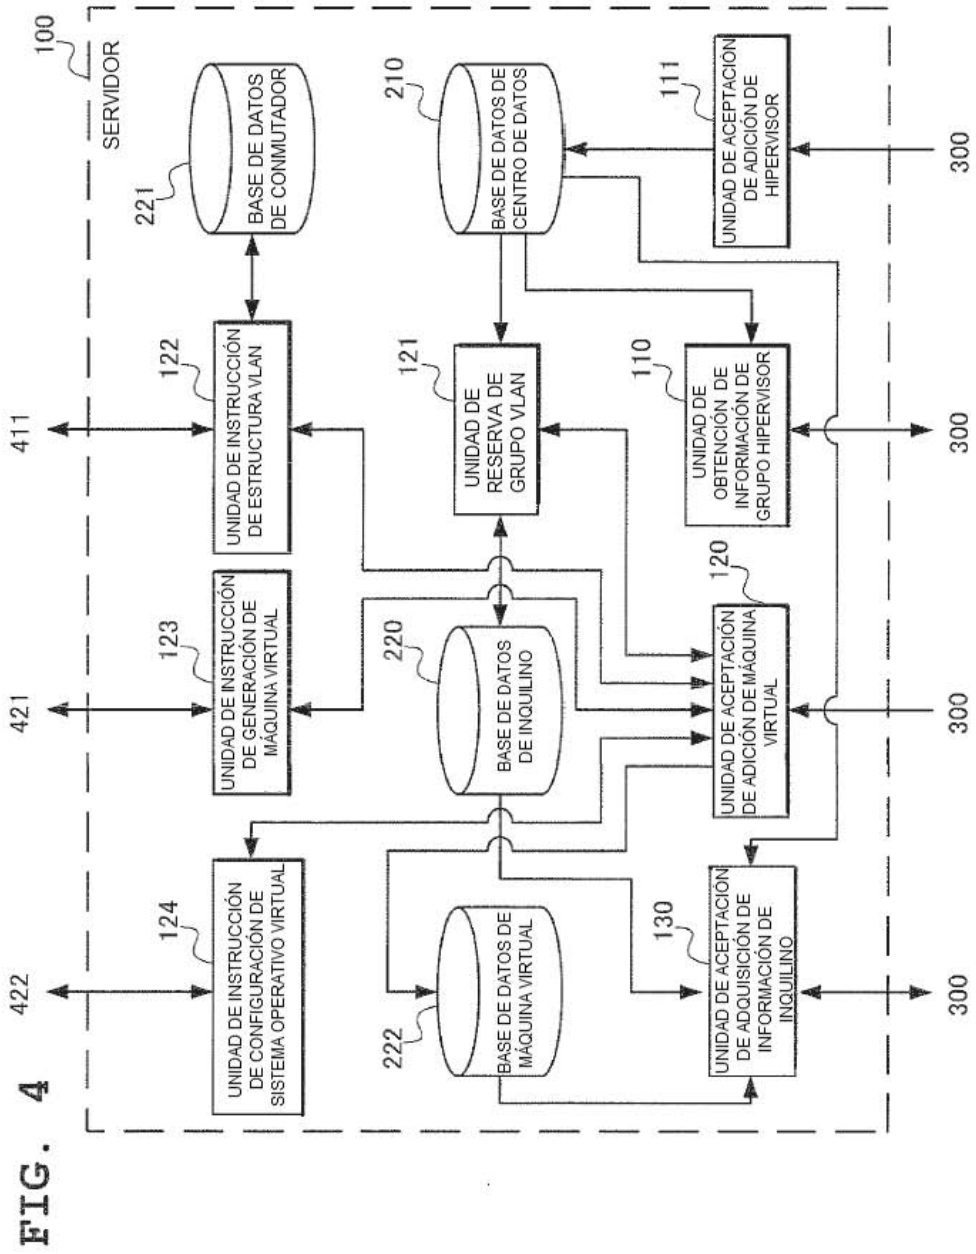 FIG. 4
422
421
411
100
SERVIDOR
124
UNIDAD DE INSTRUCCIÓN
DE CONFIGURACIÓN DE
SISTEMA OPERATIVO VIRTUAL
123
UNIDAD DE INSTRUCCIÓN
DE GENERACIÓN DE
MÁQUINA VIRTUAL
122
UNIDAD DE INSTRUCCIÓN
DE ESTRUCTURA VLAN
221
BASE DE DATOS
DE CONMUTADOR
222
BASE DE DATOS DE
MÁQUINA VIRTUAL
220
BASE DE DATOS
DE INQUILINO
121
UNIDAD DE
RESERVA DE
GRUPO VLAN
210
BASE DE DATOS DE
CENTRO DE DATOS
130
UNIDAD DE ACEPTACIÓN
DE ADQUISICIÓN DE
INFORMACIÓN DE
INQUILINO
120
UNIDAD DE ACEPTACIÓN
DE ADICIÓN DE MÁQUINA
VIRTUAL
110
UNIDAD DE
OBTENCIÓN DE
INFORMACIÓN DE
GRUPO HIPERVISOR
111
UNIDAD DE ACEPTACIÓN
DE ADICIÓN DE
HIPERVISOR
300
300
300
300